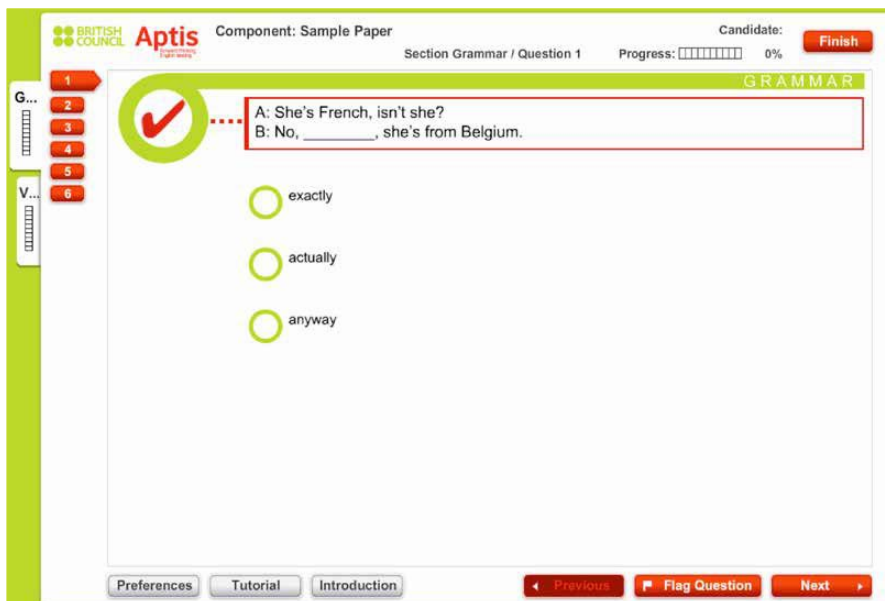 BRITISH
COUNCIL
Aptis
Component: Sample Paper
Candidate:
Section Grammar / Question 1
Progress:
0%
Finish
G...
V...
1
2
3
4
5
6
GRAMMAR
A: She's French, isn't she?
B: No, _________, she's from Belgium.
exactly
actually
anyway
Preferences
Tutorial
Introduction
Previous
Flag Question
Next